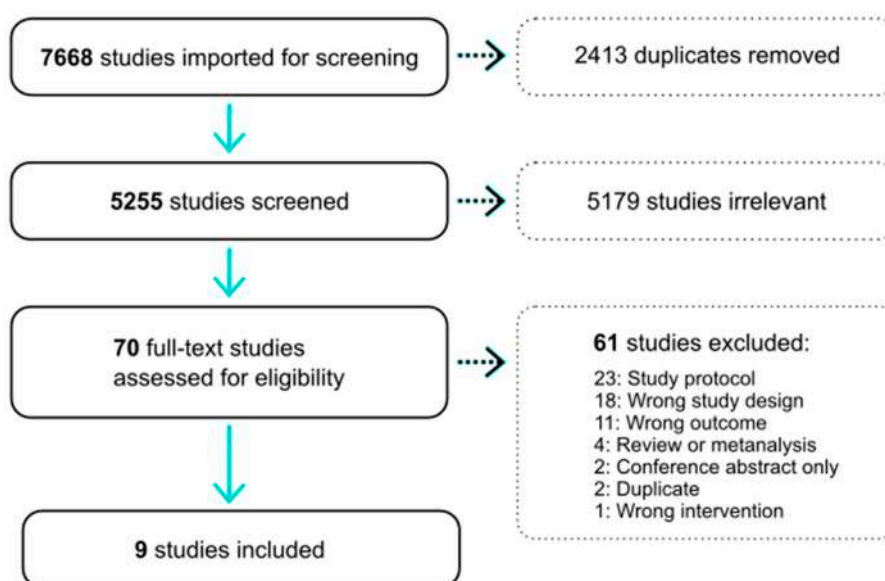 7668 studies imported for screening
2413 duplicates removed
5255 studies screened
5179 studies irrelevant
70 full-text studies
assessed for eligibility
61 studies excluded:
23: Study protocol
18: Wrong study design
11: Wrong outcome
4: Review or metanalysis
2: Conference abstract only
2: Duplicate
1: Wrong intervention
9 studies included